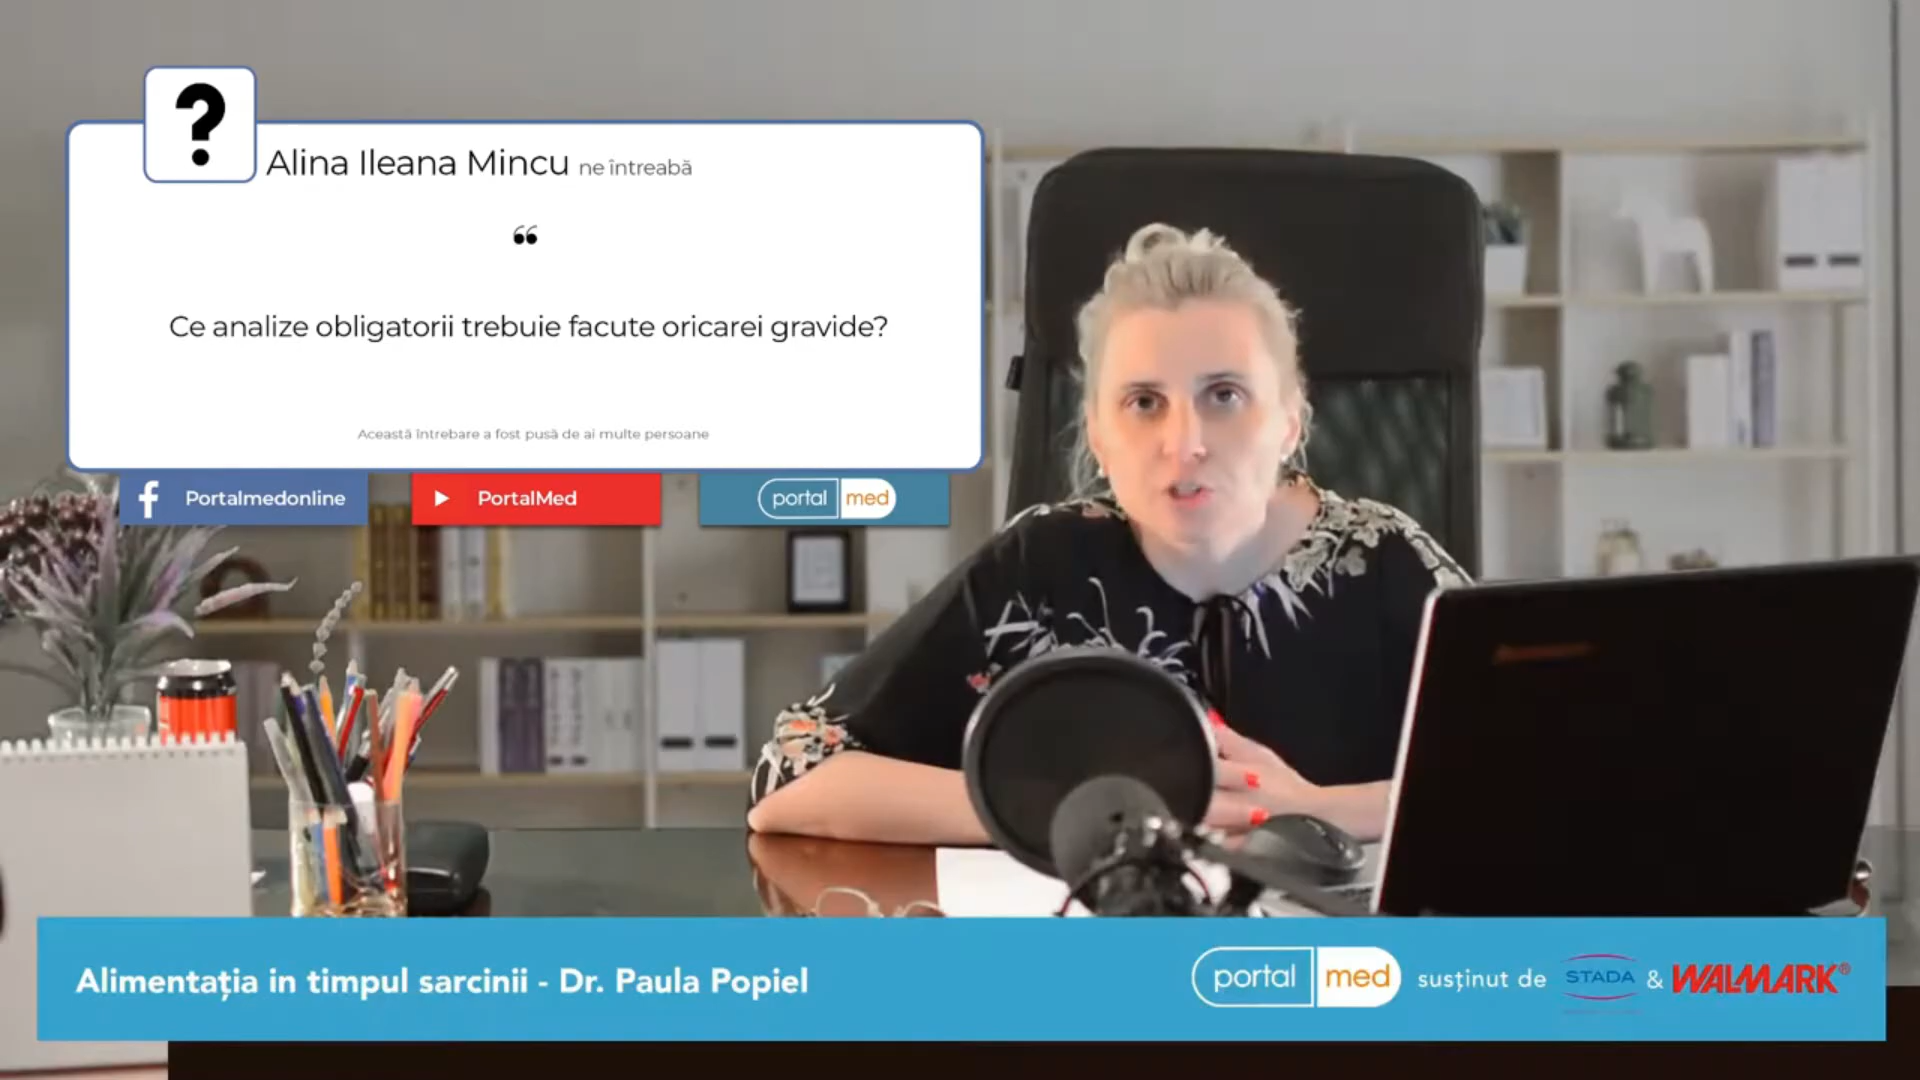 ?
Alina Ileana Mincu ne întreabă
“
Ce analize obligatorii trebuie facute oricarei gravide?
Această întrebare a fost pusă de ai multe persoane
f Portalmedonline
PortalMed
portal med
Alimentația in timpul sarcinii - Dr. Paula Popiel
portal med susținut de STADA & WALMARK®